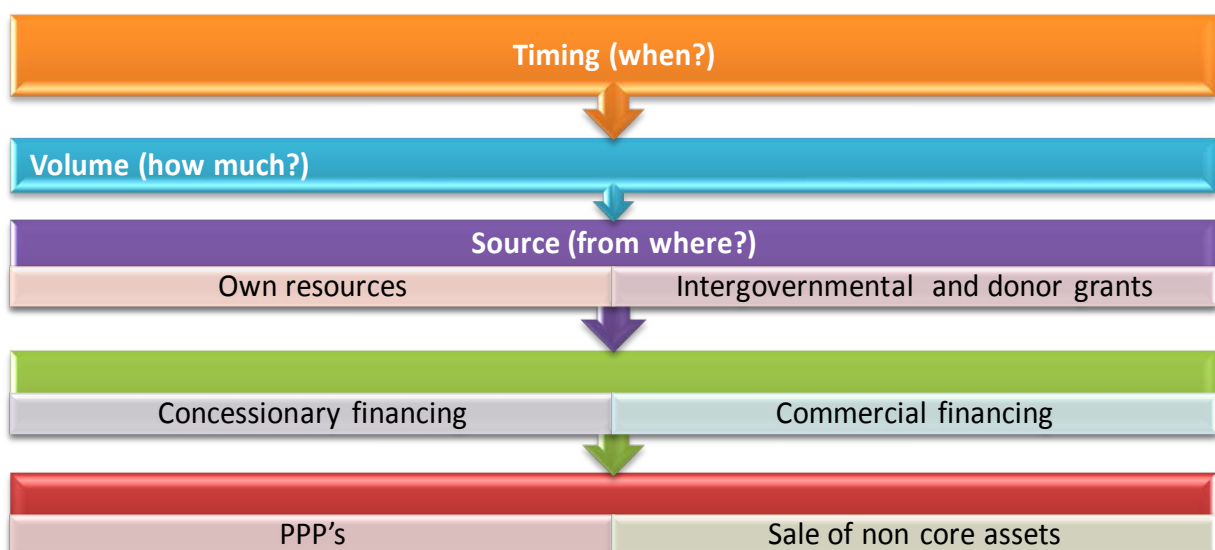 Timing (when?)
Volume (how much?)
Source (from where?)
Own resources
Intergovernmental and donor grants
Concessionary financing
Commercial financing
PPP's
Sale of non core assets